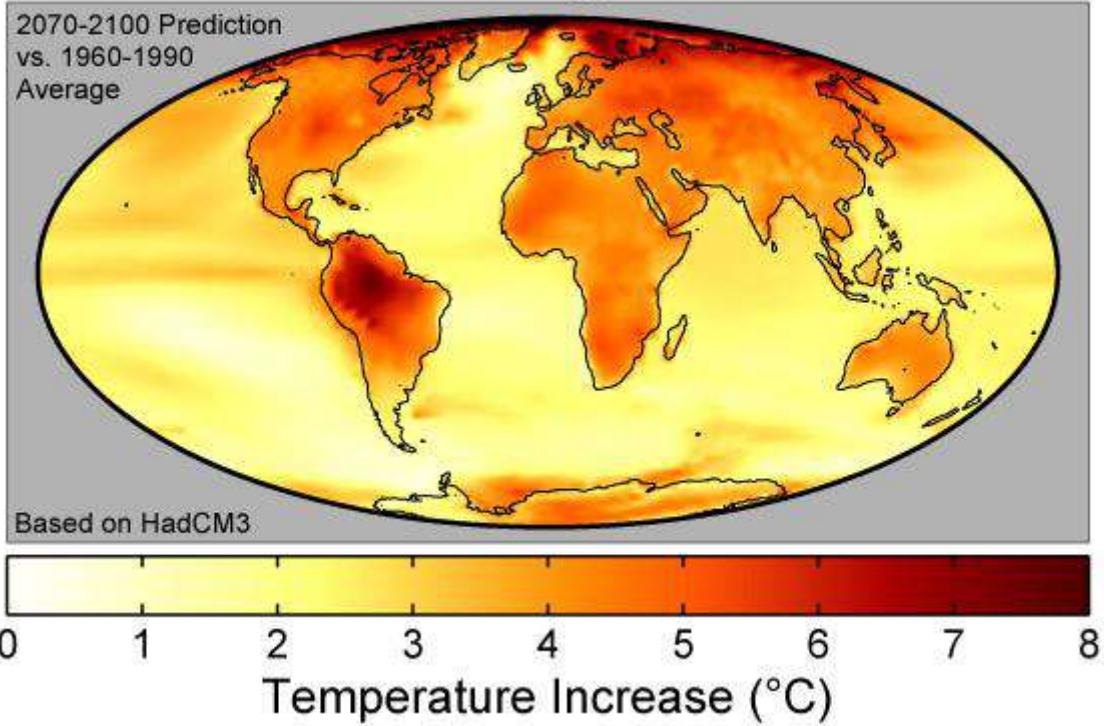 2070-2100 Prediction
vs. 1960-1990
Average
Based on HadCM3
0 1 2 3 4 5 6 7 8
Temperature Increase (°C)